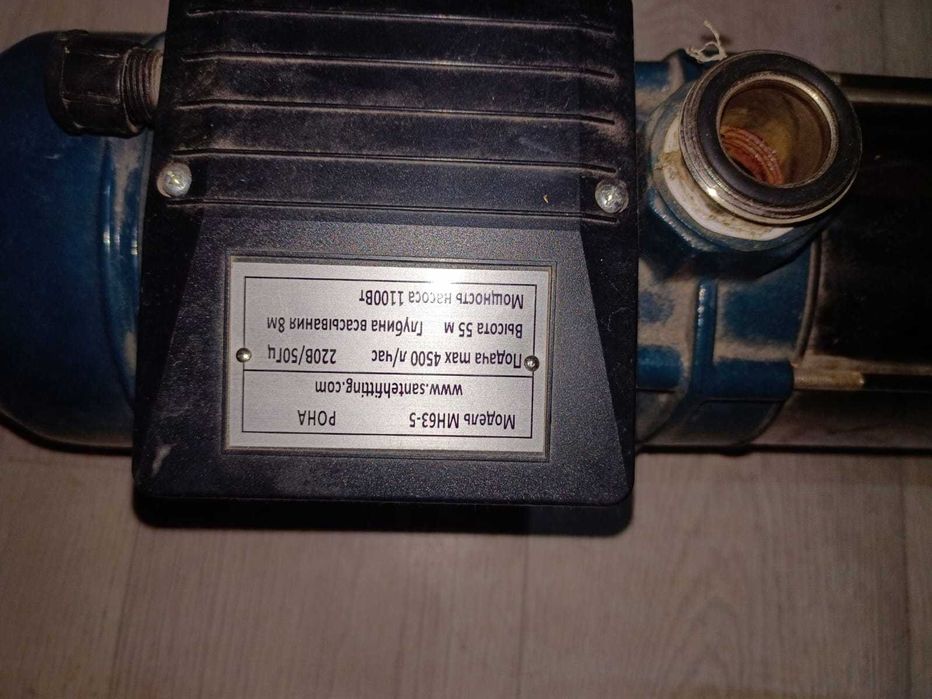 Модель МН63-5 РОНА
www.santehfitting.com
Подача max 4500 л/час 220В/50Гц
Высота 55 м Глубина всасывания 8м
Мощность насоса 1100Вт